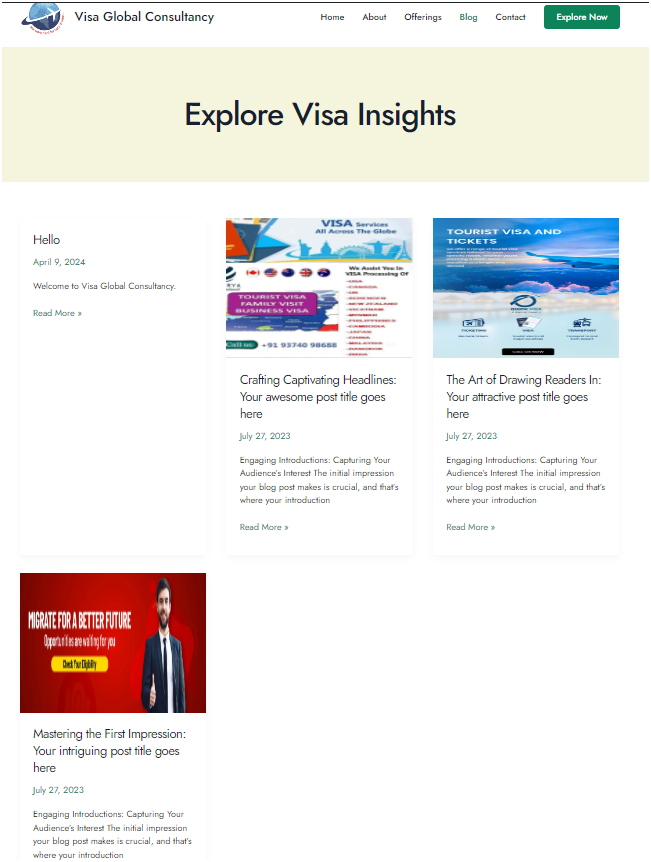 Visa Global Consultancy
Home About Offerings Blog Contact Explore Now
Explore Visa Insights
Hello
April 9, 2024
Welcome to Visa Global Consultancy.
Read More »
VISA Services
All Across The Globe
We Assist You In
VISA Processing Of
TOURIST VISA
FAMILY VISIT
BUSINESS VISA
Call us +91 93740 98688
Crafting Captivating Headlines:
Your awesome post title goes
here
July 27, 2023
Engaging Introductions: Capturing Your
Audience's Interest The initial impression
your blog post makes is crucial, and that's
where your introduction
Read More »
TOURIST VISA AND
TICKETS
TICKETING
VISA
TRANSPORT
CALL US NOW
The Art of Drawing Readers In:
Your attractive post title goes
here
July 27, 2023
Engaging Introductions: Capturing Your
Audience's Interest The initial impression
your blog post makes is crucial, and that's
where your introduction
Read More »
MIGRATE FOR A BETTER FUTURE
Opportunities are waiting for you
Check Your Eligibility
Mastering the First Impression:
Your intriguing post title goes
here
July 27, 2023
Engaging Introductions: Capturing Your
Audience's Interest The initial impression
your blog post makes is crucial, and that's
where your introduction